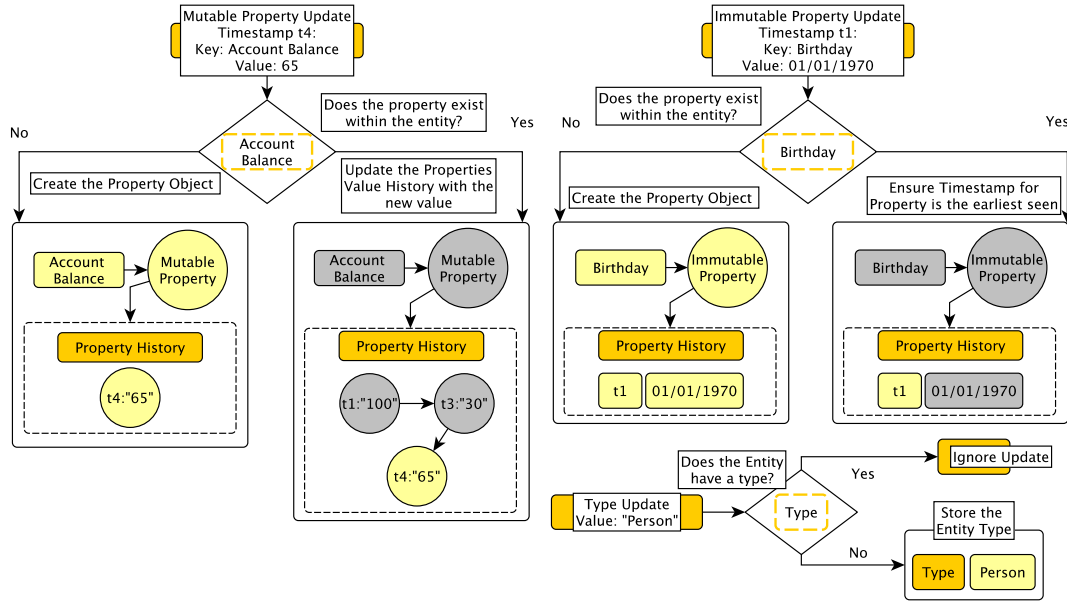 Mutable Property Update
Timestamp t4:
Key: Account Balance
Value: 65
Does the property exist
within the entity?
No
Yes
Account
Balance
Create the Property Object
Update the Properties
Value History with the
new value
Account
Balance
Mutable
Property
Property History
t4:"65"
Account
Balance
Mutable
Property
Property History
t1:"100"
t3:"30"
t4:"65"
Immutable Property Update
Timestamp t1:
Key: Birthday
Value: 01/01/1970
Does the property exist
within the entity?
No
Yes
Birthday
Create the Property Object
Ensure Timestamp for
Property is the earliest seen
Birthday
Immutable
Property
Property History
t1
01/01/1970
Birthday
Immutable
Property
Property History
t1
01/01/1970
Does the Entity
have a type?
Yes
Ignore Update
Type Update
Value: "Person"
Type
No
Store the
Entity Type
Type
Person